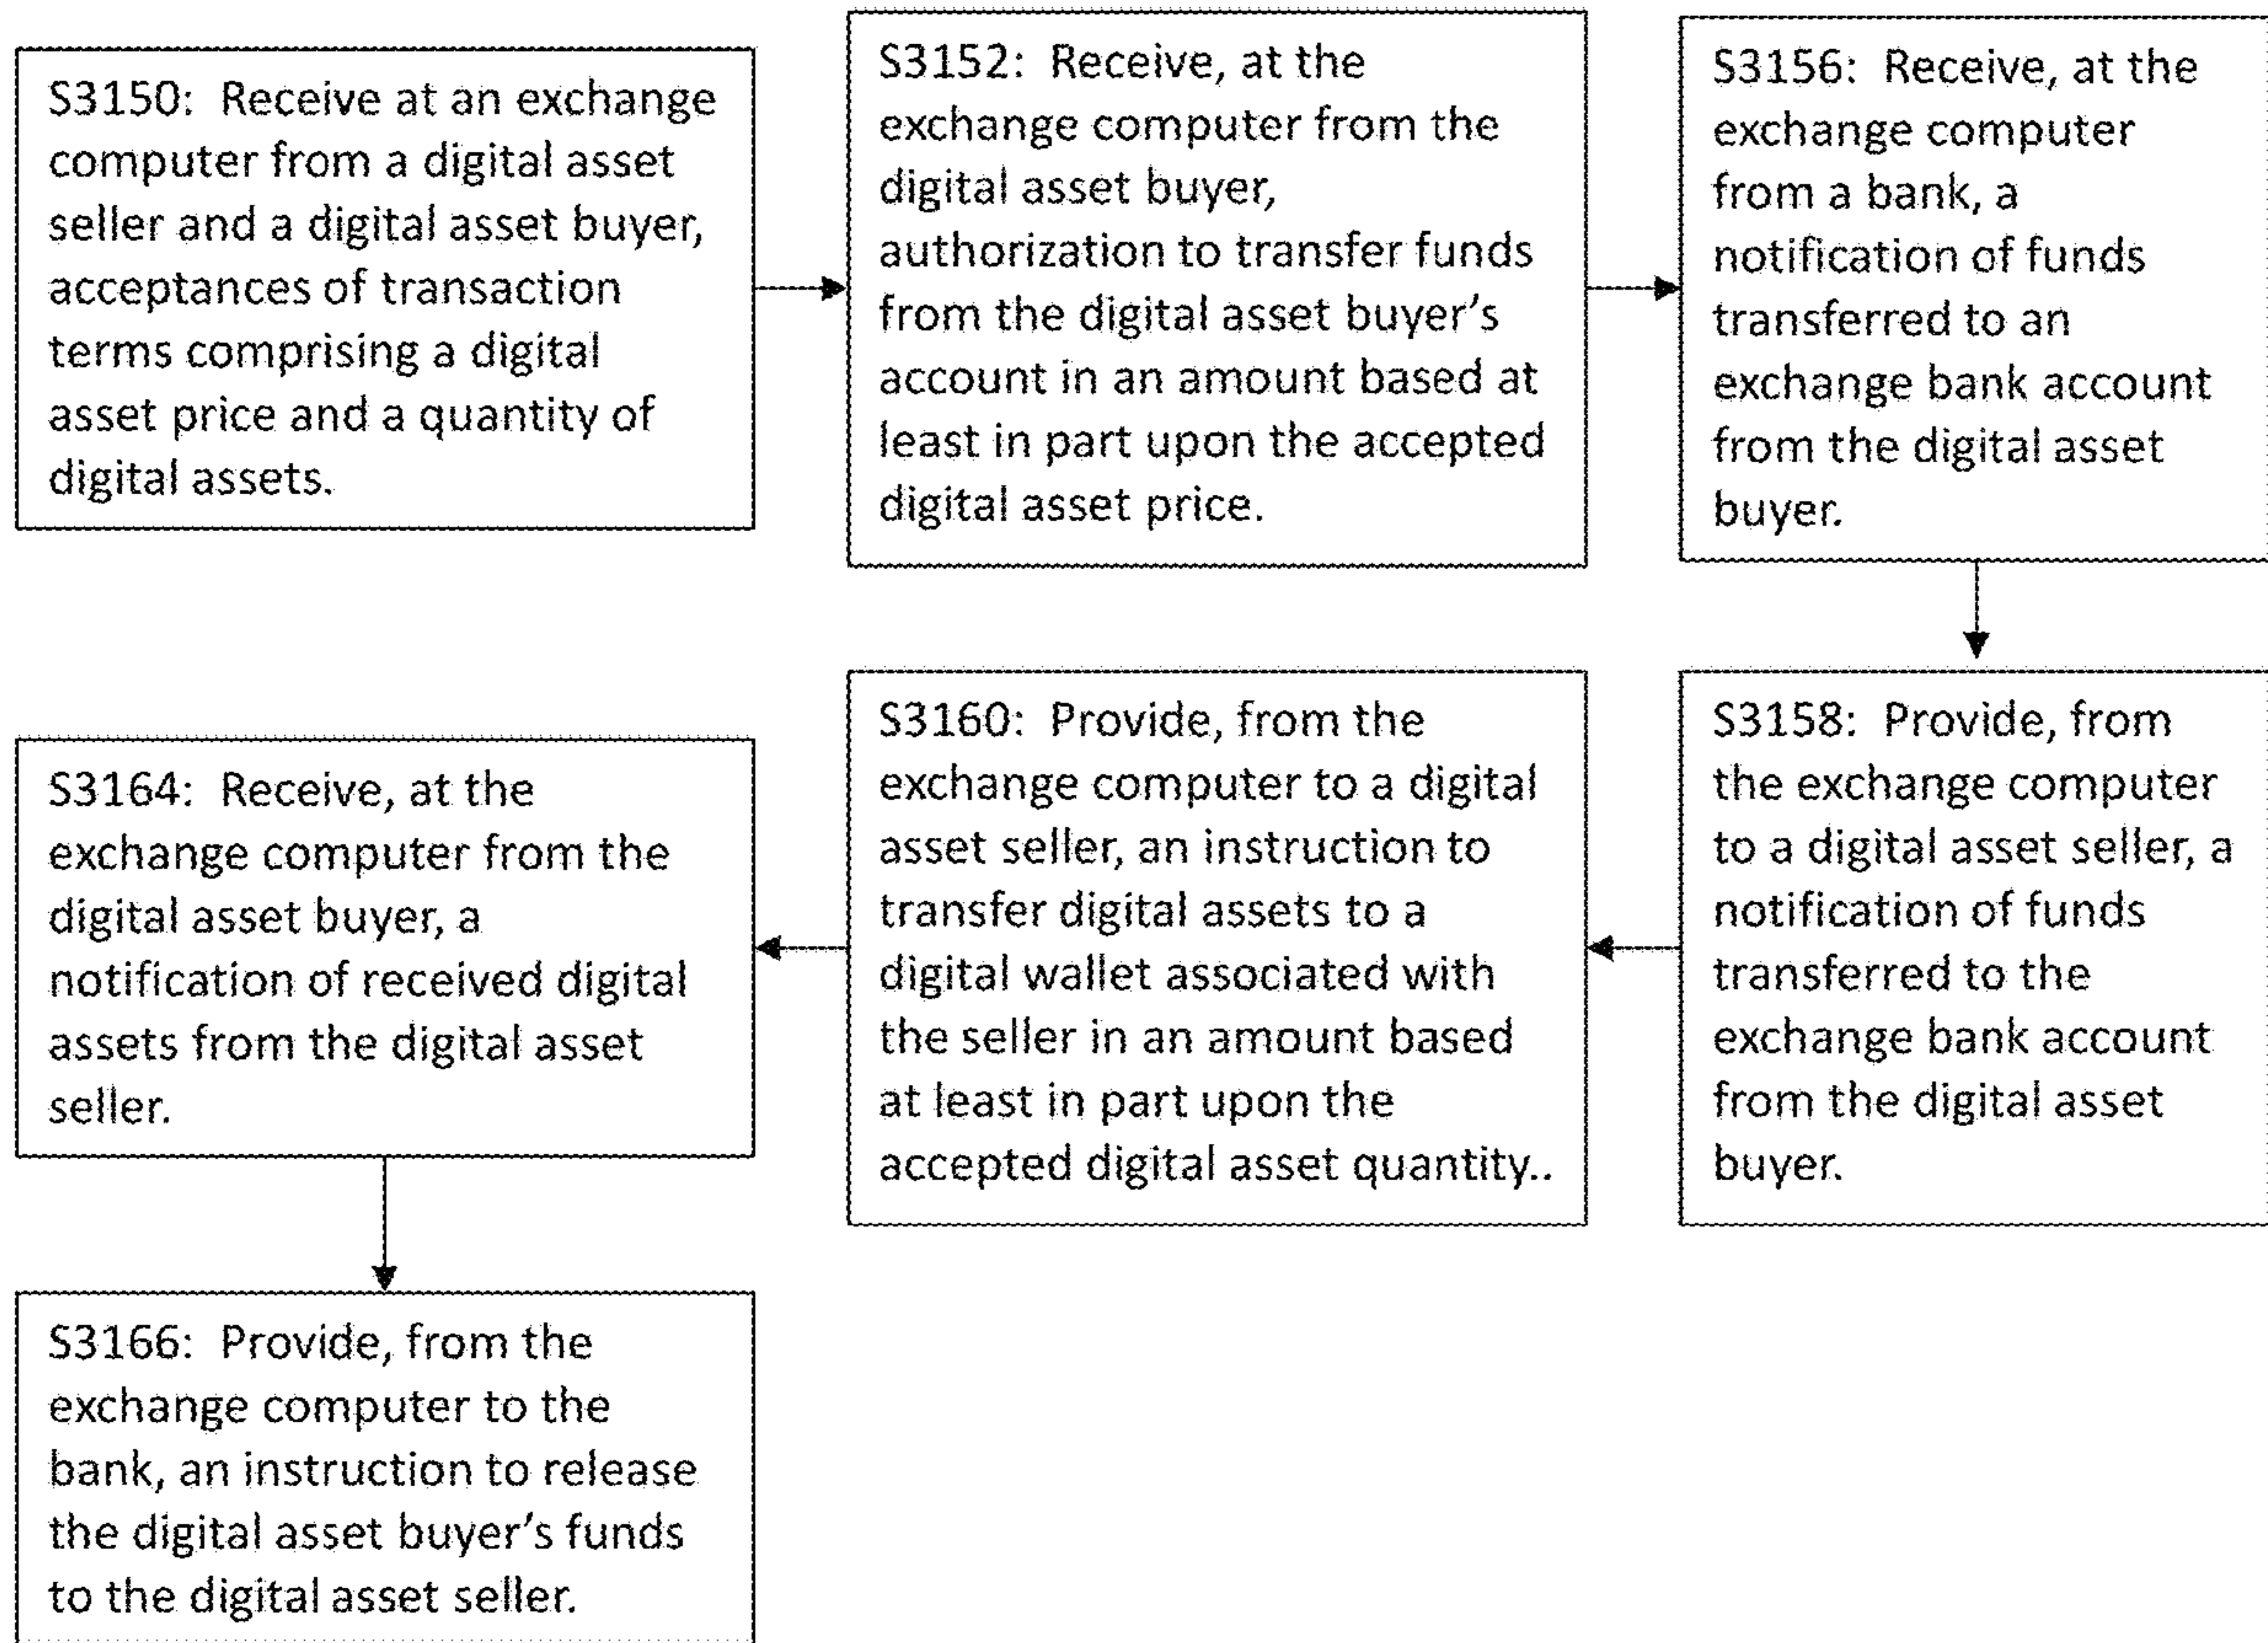 S3150:  Receive at an exchange
computer from a digital asset
seller and a digital asset buyer,
acceptances of transaction
terms comprising a digital
asset price and a quantity of
digital assets.
S3152:  Receive, at the
exchange computer from the
digital asset buyer,
authorization to transfer funds
from the digital asset buyer's
account in an amount based at
least in part upon the accepted
digital asset price.
S3156:  Receive, at the
exchange computer
from a bank, a
notification of funds
transferred to an
exchange bank account
from the digital asset
buyer.
S3158:  Provide, from
the exchange computer
to a digital asset seller, a
notification of funds
transferred to the
exchange bank account
from the digital asset
buyer.
S3160:  Provide, from the
exchange computer to a digital
asset seller, an instruction to
transfer digital assets to a
digital wallet associated with
the seller in an amount based
at least in part upon the
accepted digital asset quantity..
S3164:  Receive, at the
exchange computer from the
digital asset buyer, a
notification of received digital
assets from the digital asset
seller.
S3166:  Provide, from the
exchange computer to the
bank, an instruction to release
the digital asset buyer's funds
to the digital asset seller.